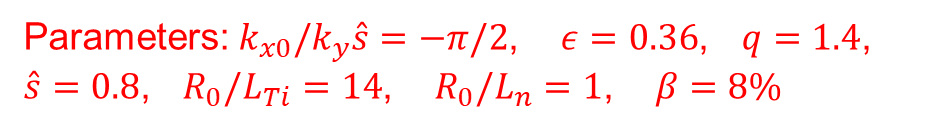 Parameters: k_{x0}/k_yŝ = −π/2, ϵ = 0.36, q = 1.4,
ŝ = 0.8, R_0/L_{Ti} = 14, R_0/L_n = 1, β = 8%